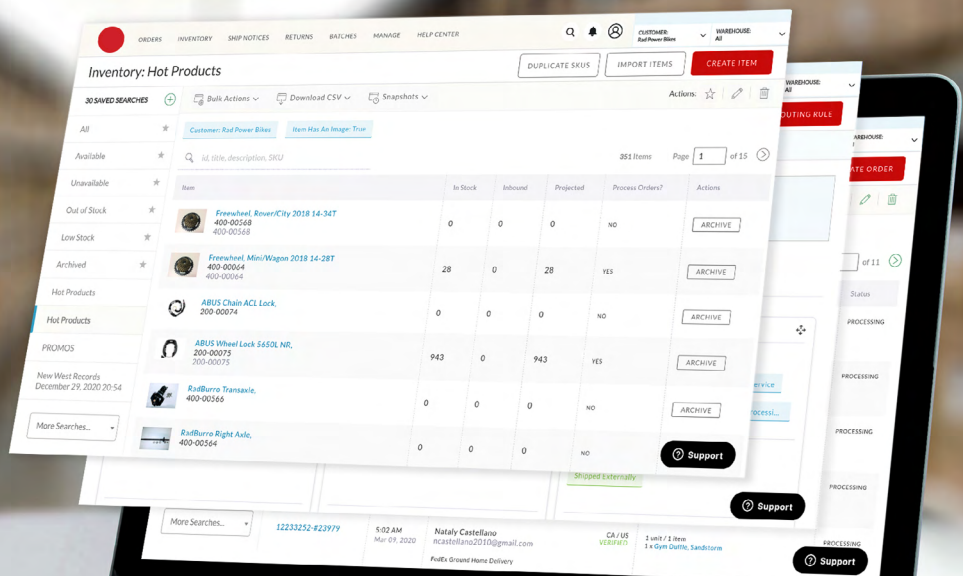 ORDERS INVENTORY SHIP NOTICES RETURNS BATCHES MANAGE HELP CENTER
CUSTOMER: Rad Power Bikes
WAREHOUSE: All
Inventory: Hot Products
DUPLICATE SKUS
IMPORT ITEMS
CREATE ITEM
30 SAVED SEARCHES
Bulk Actions
Download CSV
Snapshots
Actions:
All
Available
Unavailable
Out of Stock
Low Stock
Archived
Hot Products
Hot Products
PROMOS
New West Records
December 29, 2020 20:54
More Searches...
Customer: Rad Power Bikes
Item Has An Image: True
id, title, description, SKU
351 Items
Page 1 of 15
Item In Stock Inbound Projected Process Orders? Actions
Freewheel, Rover/City 2018 14-34T
400-00568
400-00568
0 0 0 NO ARCHIVE
Freewheel, Mini/Wagon 2018 14-28T
400-00064
400-00064
28 0 28 YES ARCHIVE
ABUS Chain ACL Lock,
200-00074
0 0 0 NO ARCHIVE
ABUS Wheel Lock 5650L NR,
200-00075
200-00075
943 0 943 YES ARCHIVE
RadBurro Transaxle,
400-00566
0 0 0 NO ARCHIVE
RadBurro Right Axle,
400-00564
0 0 0 NO
Support
WAREHOUSE:
All
OUTING RULE
ervice
ocessi...
Shipped Externally
Support
WAREHOUSE:
ATE ORDER
of 11
Status
PROCESSING
PROCESSING
PROCESSING
PROCESSING
PROCESSING
More Searches...
12233252-#23979
5:02 AM
Mar 09, 2020
Nataly Castellano
ncastellano2010@gmail.com
FedEx Ground Home Delivery
CA / US
VERIFIED
1 unit / 1 item
1 x Gym Duffle, Sandstorm
Support